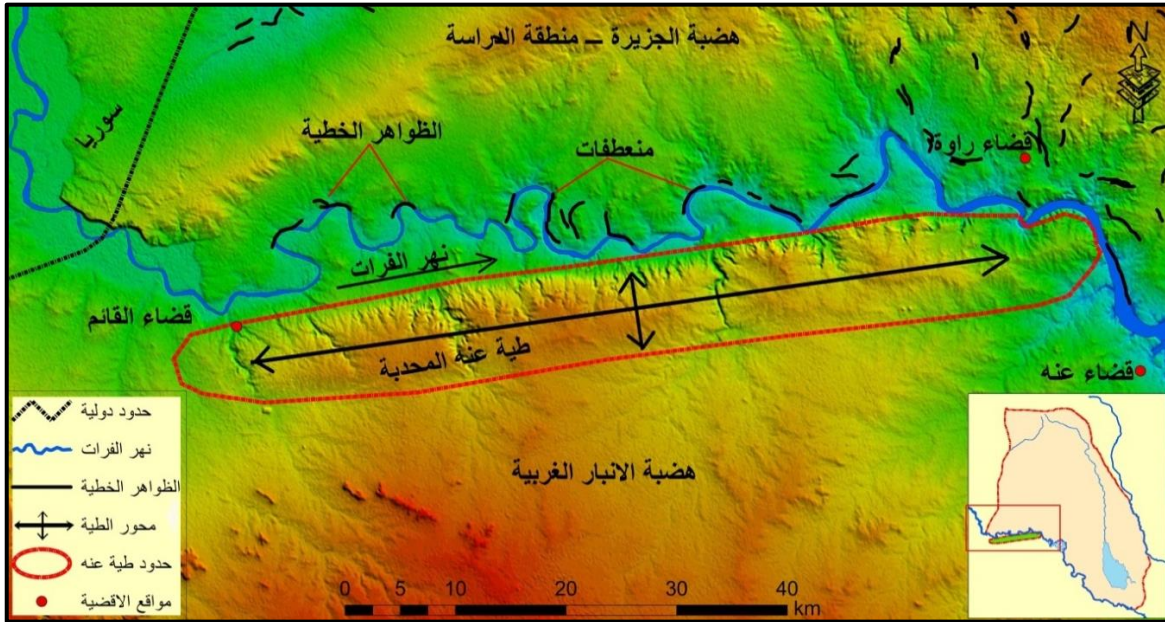 هضبة الجزيرة – منطقة الدراسة
N
سوريا
الظواهر الخطية
منعطفات
قضاء راوة
نهر الفرات
قضاء القائم
طية عنه المحدبة
قضاء عنه
هضبة الانبار الغربية
حدود دولية
نهر الفرات
الظواهر الخطية
محور الطية
حدود طية عنه
مواقع الاقضية
0 5 10 20 30 40
km